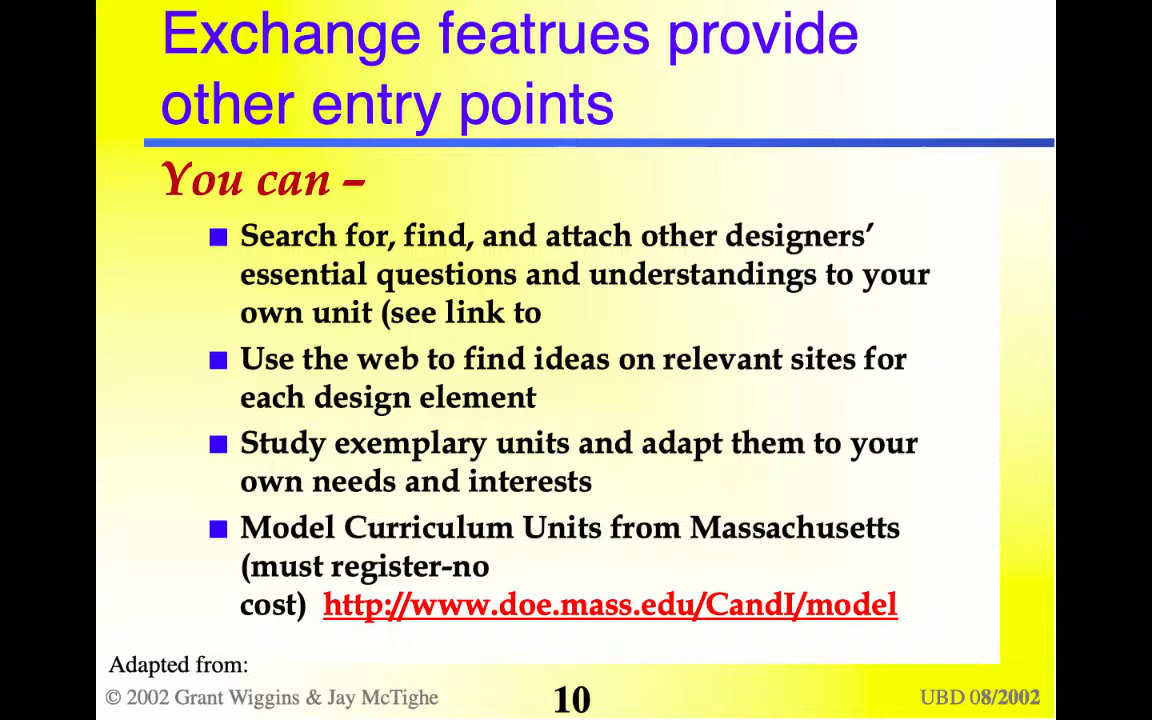 Exchange featrues provide
other entry points
You can –
■ Search for, find, and attach other designers’
essential questions and understandings to your
own unit (see link to
■ Use the web to find ideas on relevant sites for
each design element
■ Study exemplary units and adapt them to your
own needs and interests
■ Model Curriculum Units from Massachusetts
(must register-no
cost) http://www.doe.mass.edu/CandI/model
Adapted from:
© 2002 Grant Wiggins & Jay McTighe
10
UBD 08/2002